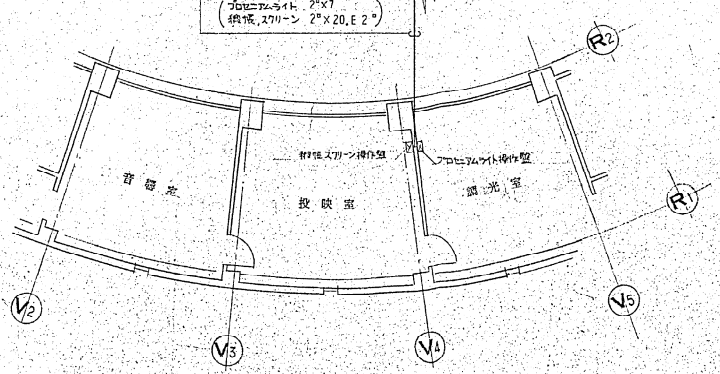 プロセニアムライト 2°×7
緞帳,スクリーン 2°×20,E 2°
R2
緞帳スクリーン操作盤
プロセニアムライト操作盤
音響室
投映室
調光室
R1
V2
V3
V4
V5